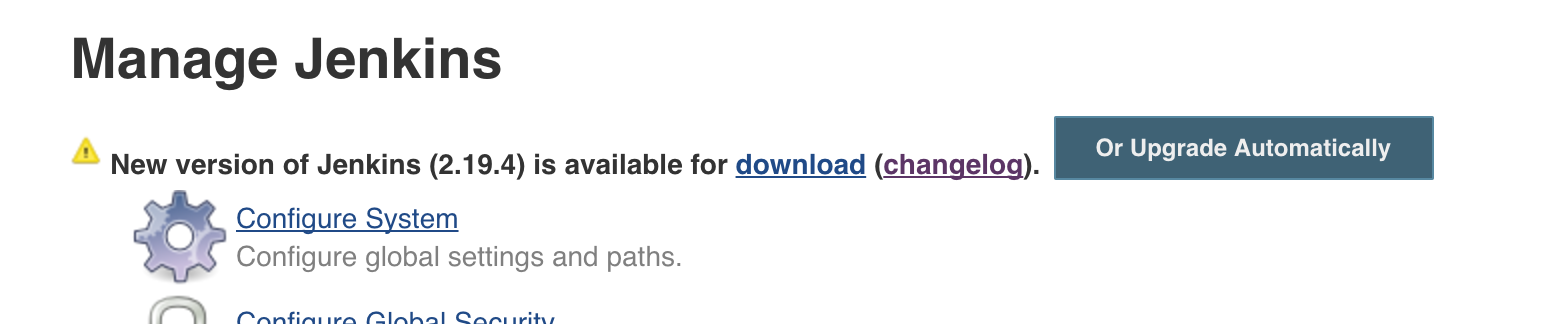 Manage Jenkins
New version of Jenkins (2.19.4) is available for download (changelog). Or Upgrade Automatically
Configure System
Configure global settings and paths.
Configure Global Security